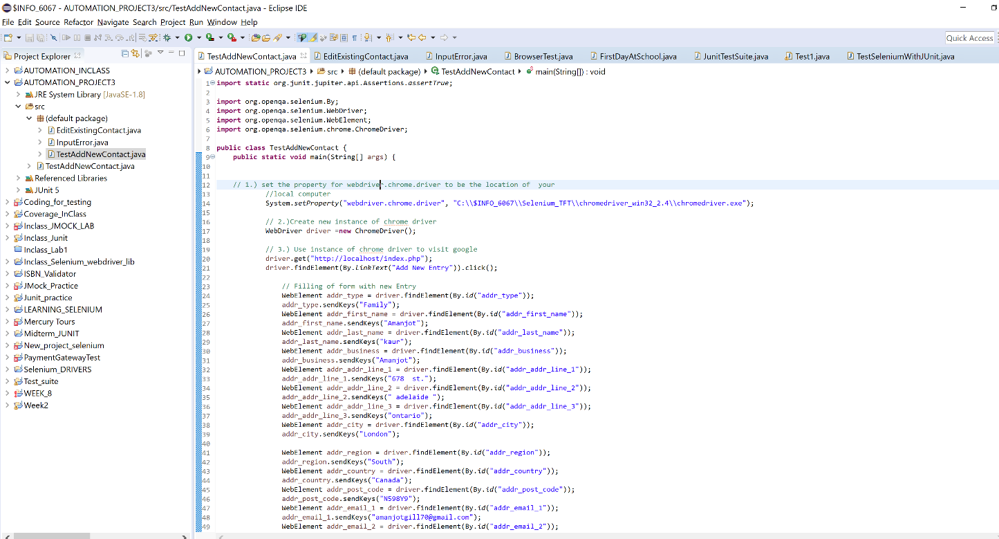 $INFO_6067 - AUTOMATION_PROJECT3/src/TestAddNewContact.java - Eclipse IDE
File Edit Source Refactor Navigate Search Project Run Window Help
Quick Access
Project Explorer
TestAddNewContact.java EditExistingContact.java InputError.java BrowserTest.java FirstDayAtSchool.java JunitTestSuite.java Test1.java TestSeleniumWithJUnit.java
AUTOMATION_PROJECT3 src (default package) TestAddNewContact main(String[]) : void
AUTOMATION_INCLASS
AUTOMATION_PROJECT3
JRE System Library [JavaSE-1.8]
src
(default package)
EditExistingContact.java
InputError.java
TestAddNewContact.java
TestAddNewContact.java
Referenced Libraries
JUnit 5
Coding_for_testing
Coverage_InClass
Inclass_JMOCK_LAB
Inclass_Junit
Inclass_Lab1
Inclass_Selenium_webdriver_lib
ISBN_Validator
JMock_Practice
Junit_practice
LEARNING_SELENIUM
Mercury Tours
Midterm_JUNIT
New_project_selenium
PaymentGatewayTest
Selenium_DRIVERS
Test_suite
WEEK_8
Week2
1 import static org.junit.jupiter.api.Assertions.assertTrue;
2
3 import org.openqa.selenium.By;
4 import org.openqa.selenium.WebDriver;
5 import org.openqa.selenium.WebElement;
6 import org.openqa.selenium.chrome.ChromeDriver;
7
8 public class TestAddNewContact {
9 public static void main(String[] args) {
10
11
12 // 1.) set the property for webdriver.chrome.driver to be the location of  your
13 //local computer
14 System.setProperty("webdriver.chrome.driver", "C:\\$INFO_6067\\Selenium_TFT\\chromedriver_win32_2.4\\chromedriver.exe");
15
16 // 2.)Create new instance of chrome driver
17 WebDriver driver =new ChromeDriver();
18
19 // 3.) Use instance of chrome driver to visit google
20 driver.get("http://localhost/index.php");
21 driver.findElement(By.linkText("Add New Entry")).click();
22
23 // Filling of form with new Entry
24 WebElement addr_type = driver.findElement(By.id("addr_type"));
25 addr_type.sendKeys("Family");
26 WebElement addr_first_name = driver.findElement(By.id("addr_first_name"));
27 addr_first_name.sendKeys("Amanjot");
28 WebElement addr_last_name = driver.findElement(By.id("addr_last_name"));
29 addr_last_name.sendKeys("kaur");
30 WebElement addr_business = driver.findElement(By.id("addr_business"));
31 addr_business.sendKeys("Amanjot");
32 WebElement addr_addr_line_1 = driver.findElement(By.id("addr_addr_line_1"));
33 addr_addr_line_1.sendKeys("678  st.");
34 WebElement addr_addr_line_2 = driver.findElement(By.id("addr_addr_line_2"));
35 addr_addr_line_2.sendKeys(" adelaide ");
36 WebElement addr_addr_line_3 = driver.findElement(By.id("addr_addr_line_3"));
37 addr_addr_line_3.sendKeys("ontario");
38 WebElement addr_city = driver.findElement(By.id("addr_city"));
39 addr_city.sendKeys("London");
40
41 WebElement addr_region = driver.findElement(By.id("addr_region"));
42 addr_region.sendKeys("South");
43 WebElement addr_country = driver.findElement(By.id("addr_country"));
44 addr_country.sendKeys("Canada");
45 WebElement addr_post_code = driver.findElement(By.id("addr_post_code"));
46 addr_post_code.sendKeys("N598Y9");
47 WebElement addr_email_1 = driver.findElement(By.id("addr_email_1"));
48 addr_email_1.sendKeys("amanjotgill70@gmail.com");
49 WebElement addr_email_2 = driver.findElement(By.id("addr_email_2"));